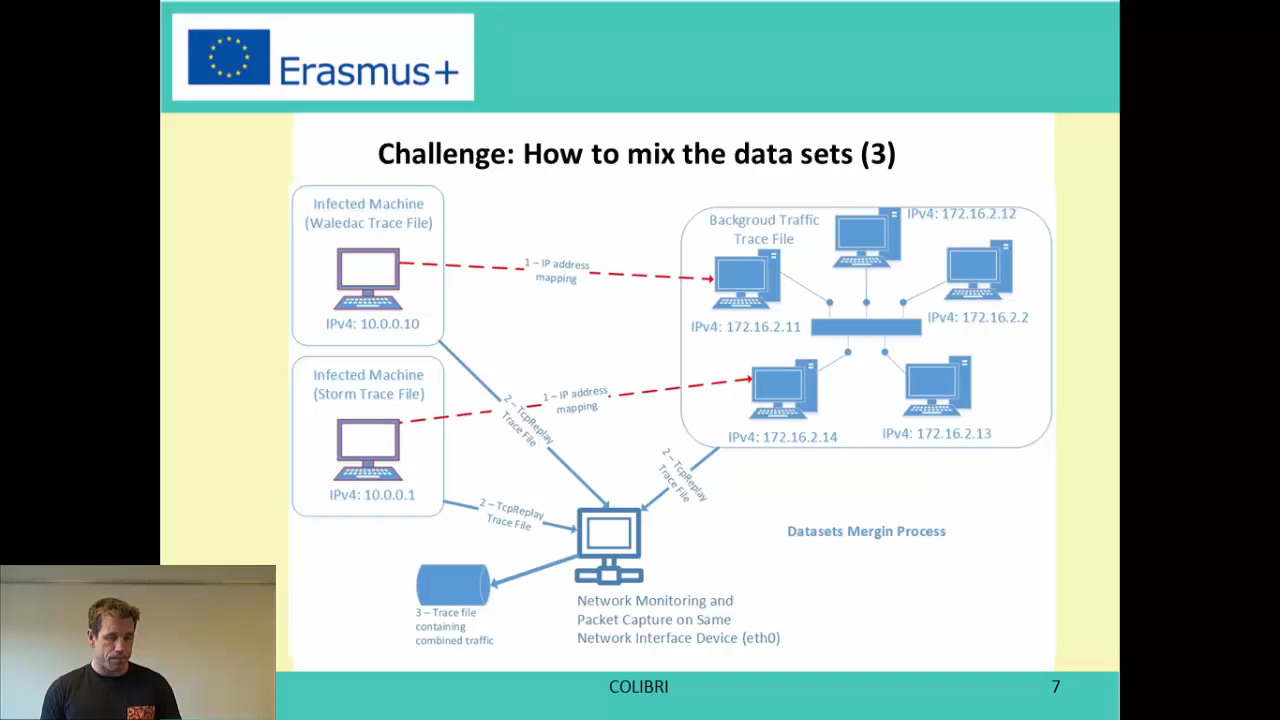 Erasmus+
Challenge: How to mix the data sets (3)
Infected Machine
(Waledac Trace File)
IPv4: 10.0.0.10
Infected Machine
(Storm Trace File)
IPv4: 10.0.0.1
1 – IP address
mapping
1 – IP address
mapping
2 – TcpReplay
Trace File
2 – TcpReplay
Trace File
2 – TcpReplay
Trace File
Backgroud Traffic
Trace File
IPv4: 172.16.2.12
IPv4: 172.16.2.11
IPv4: 172.16.2.2
IPv4: 172.16.2.14
IPv4: 172.16.2.13
Datasets Mergin Process
3 – Trace file
containing
combined traffic
Network Monitoring and
Packet Capture on Same
Network Interface Device (eth0)
COLIBRI
7